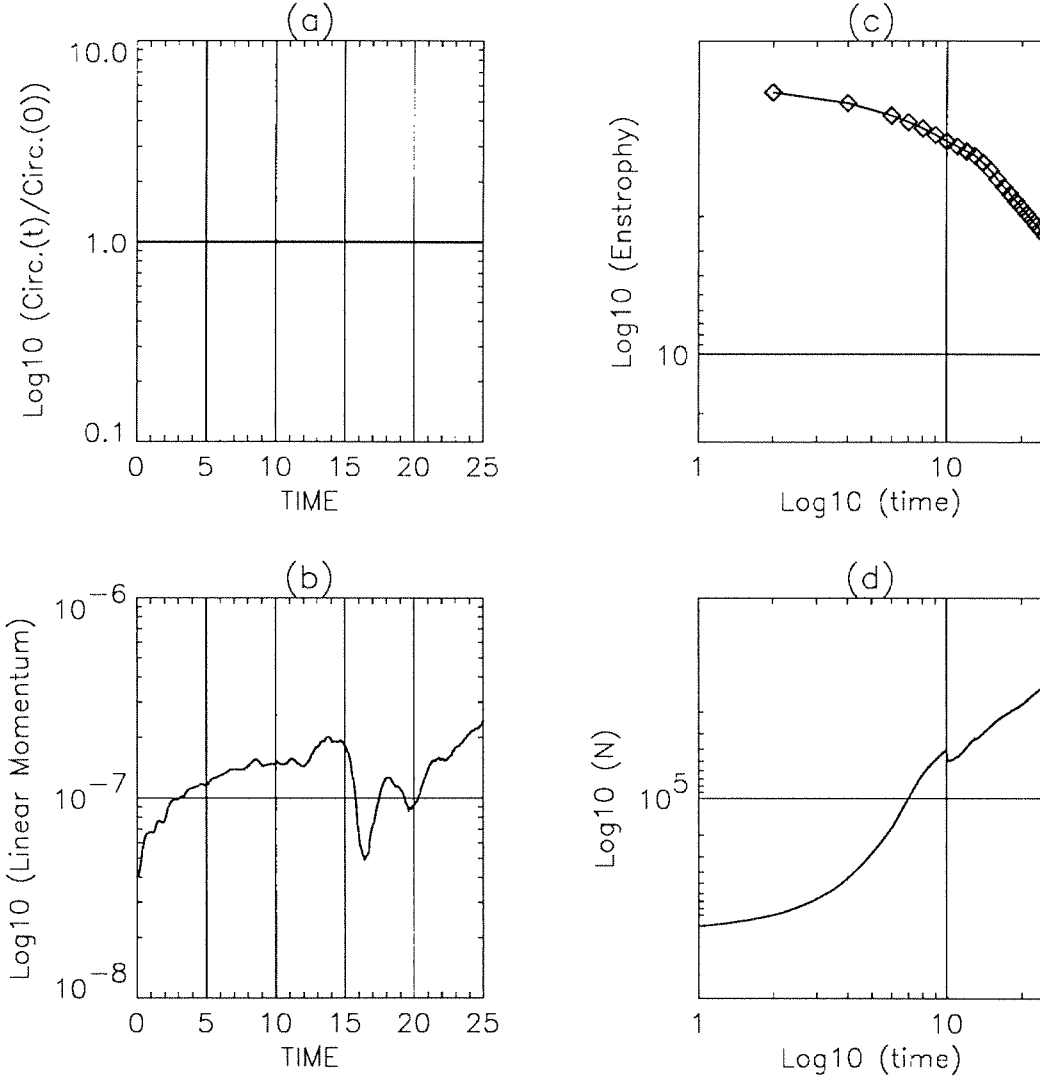 (a)
Log10 (Circ.(t)/Circ.(0))
10.0
1.0
0.1
0 5 10 15 20 25
TIME
(c)
Log10 (Enstrophy)
10
1 10
Log10 (time)
(b)
Log10 (Linear Momentum)
10−6
10−7
10−8
0 5 10 15 20 25
TIME
(d)
Log10 (N)
105
1 10
Log10 (time)